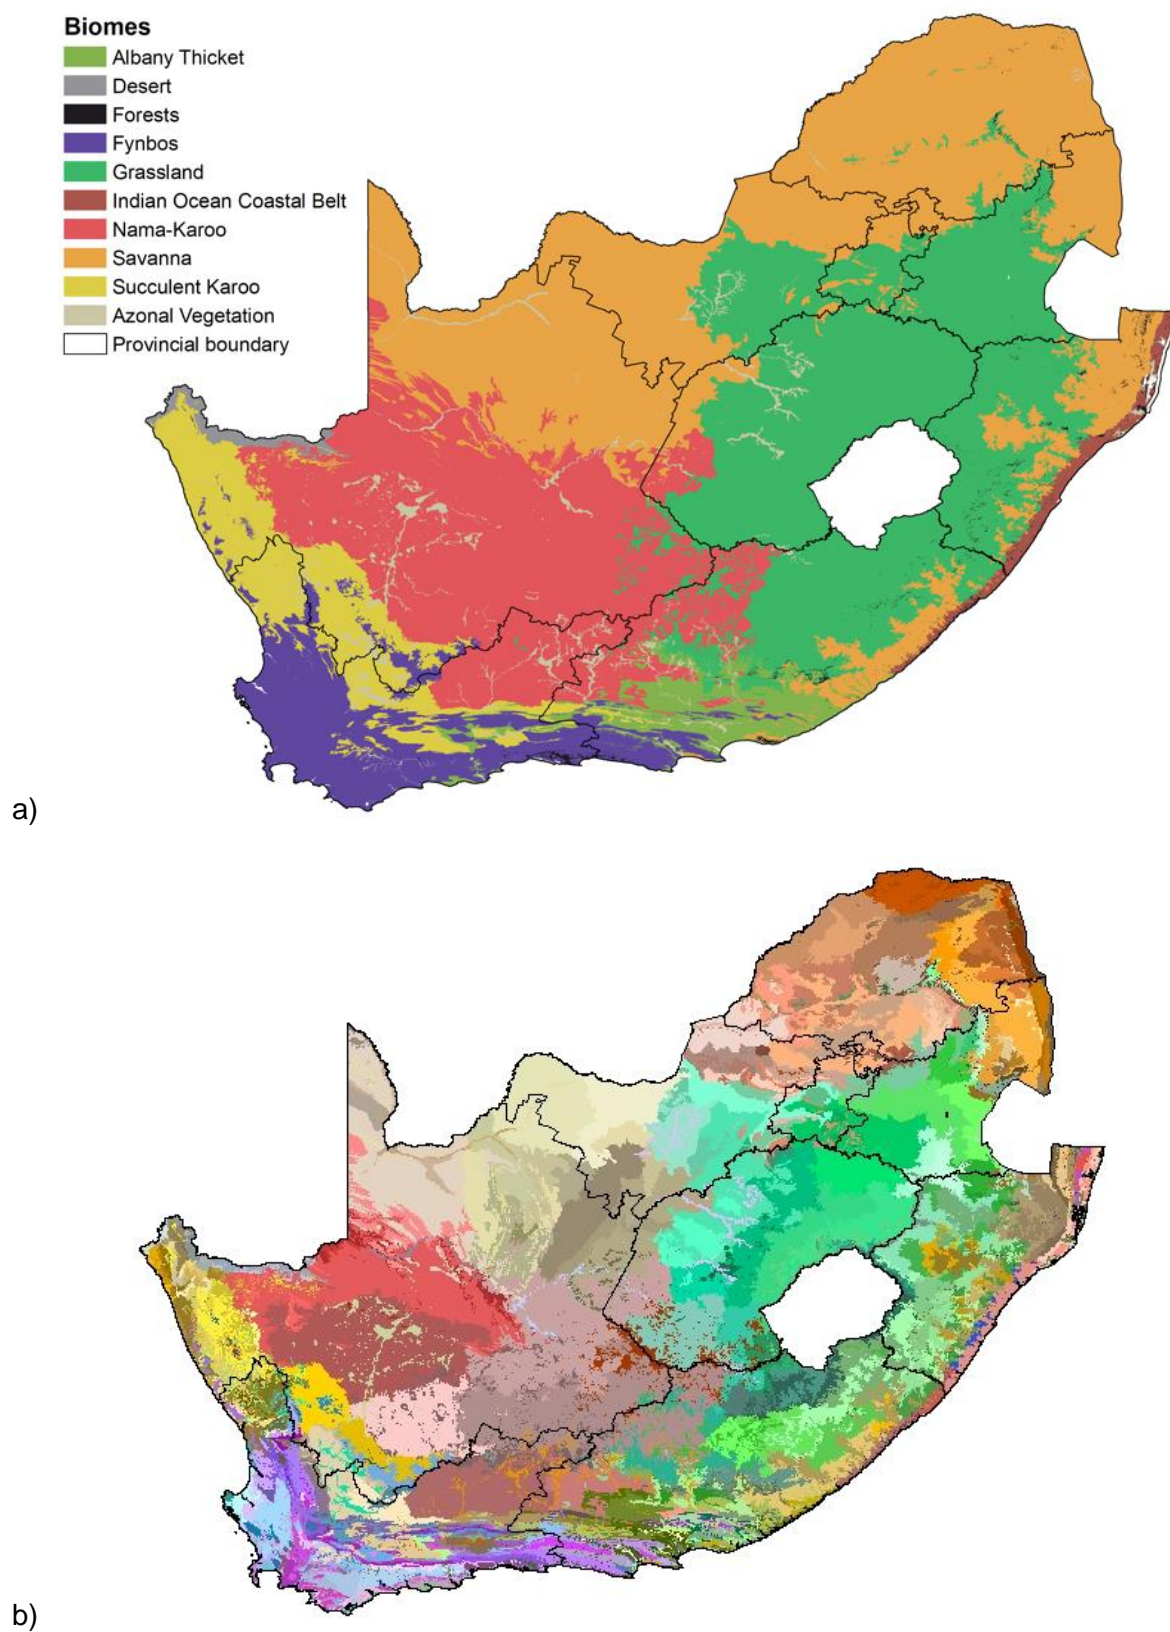 Biomes
Albany Thicket
Desert
Forests
Fynbos
Grassland
Indian Ocean Coastal Belt
Nama-Karoo
Savanna
Succulent Karoo
Azonal Vegetation
Provincial boundary
a)
b)